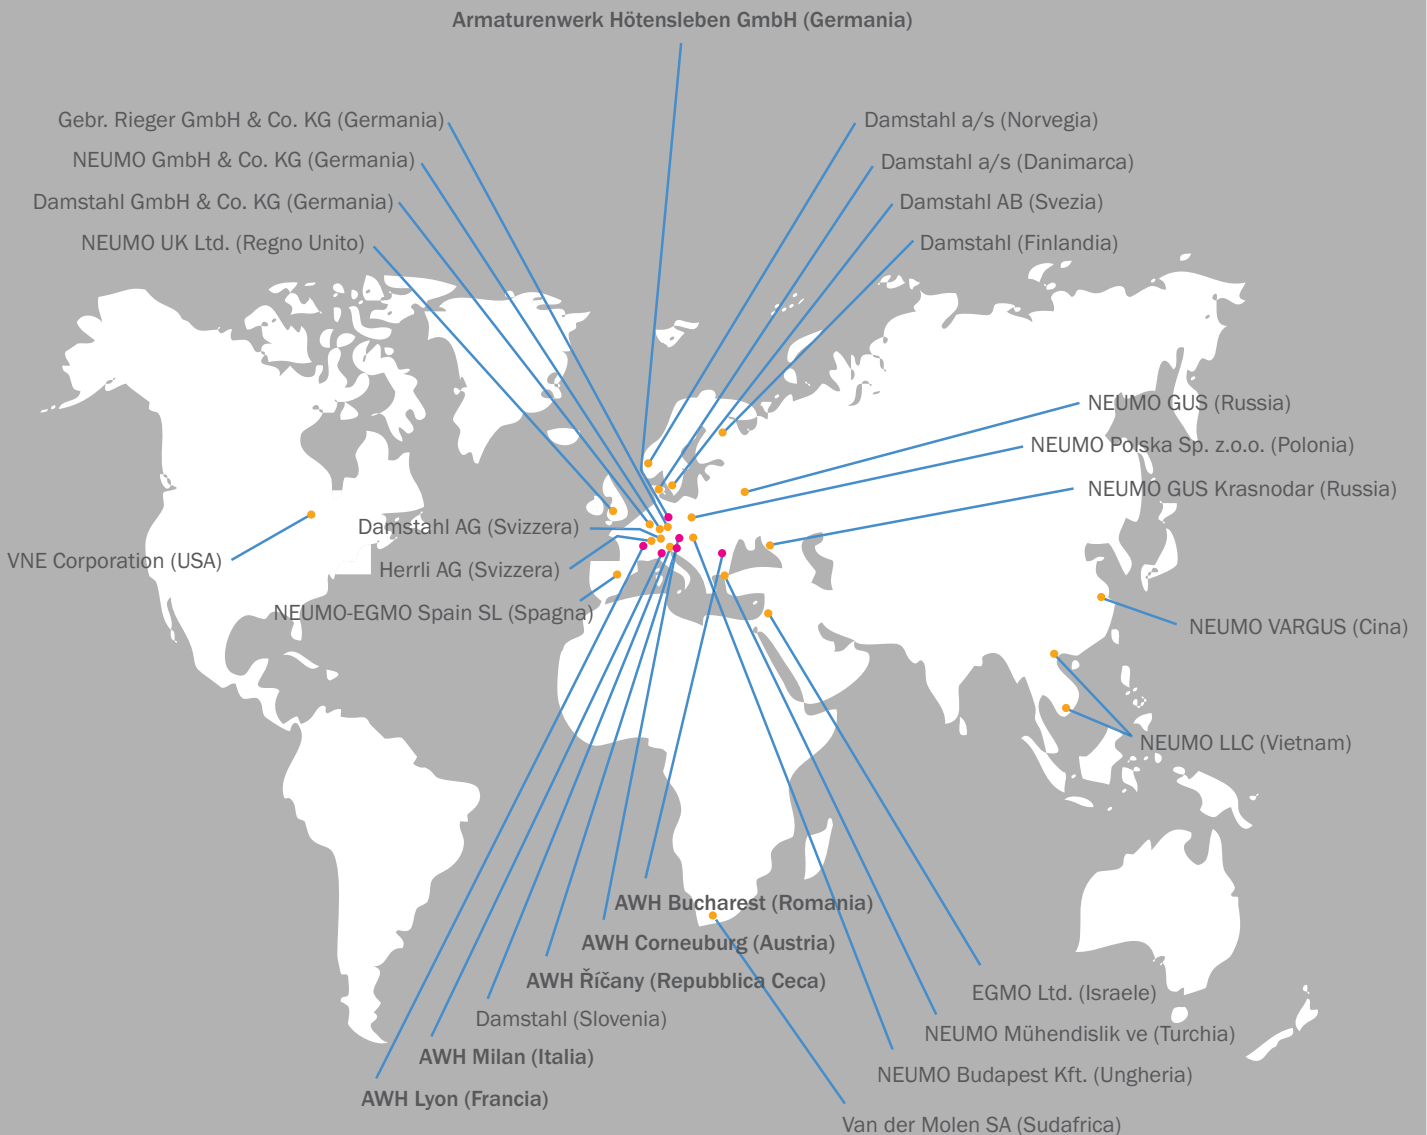 Armaturenwerk Hötensleben GmbH (Germania)
Gebr. Rieger GmbH & Co. KG (Germania)
NEUMO GmbH & Co. KG (Germania)
Damstahl GmbH & Co. KG (Germania)
NEUMO UK Ltd. (Regno Unito)
Damstahl a/s (Norvegia)
Damstahl a/s (Danimarca)
Damstahl AB (Svezia)
Damstahl (Finlandia)
NEUMO GUS (Russia)
NEUMO Polska Sp. z.o.o. (Polonia)
NEUMO GUS Krasnodar (Russia)
Damstahl AG (Svizzera)
VNE Corporation (USA)
Herrli AG (Svizzera)
NEUMO-EGMO Spain SL (Spagna)
NEUMO VARGUS (Cina)
NEUMO LLC (Vietnam)
AWH Bucharest (Romania)
AWH Corneuburg (Austria)
AWH Říčany (Repubblica Ceca)
Damstahl (Slovenia)
AWH Milan (Italia)
AWH Lyon (Francia)
EGMO Ltd. (Israele)
NEUMO Mühendislik ve (Turchia)
NEUMO Budapest Kft. (Ungheria)
Van der Molen SA (Sudafrica)